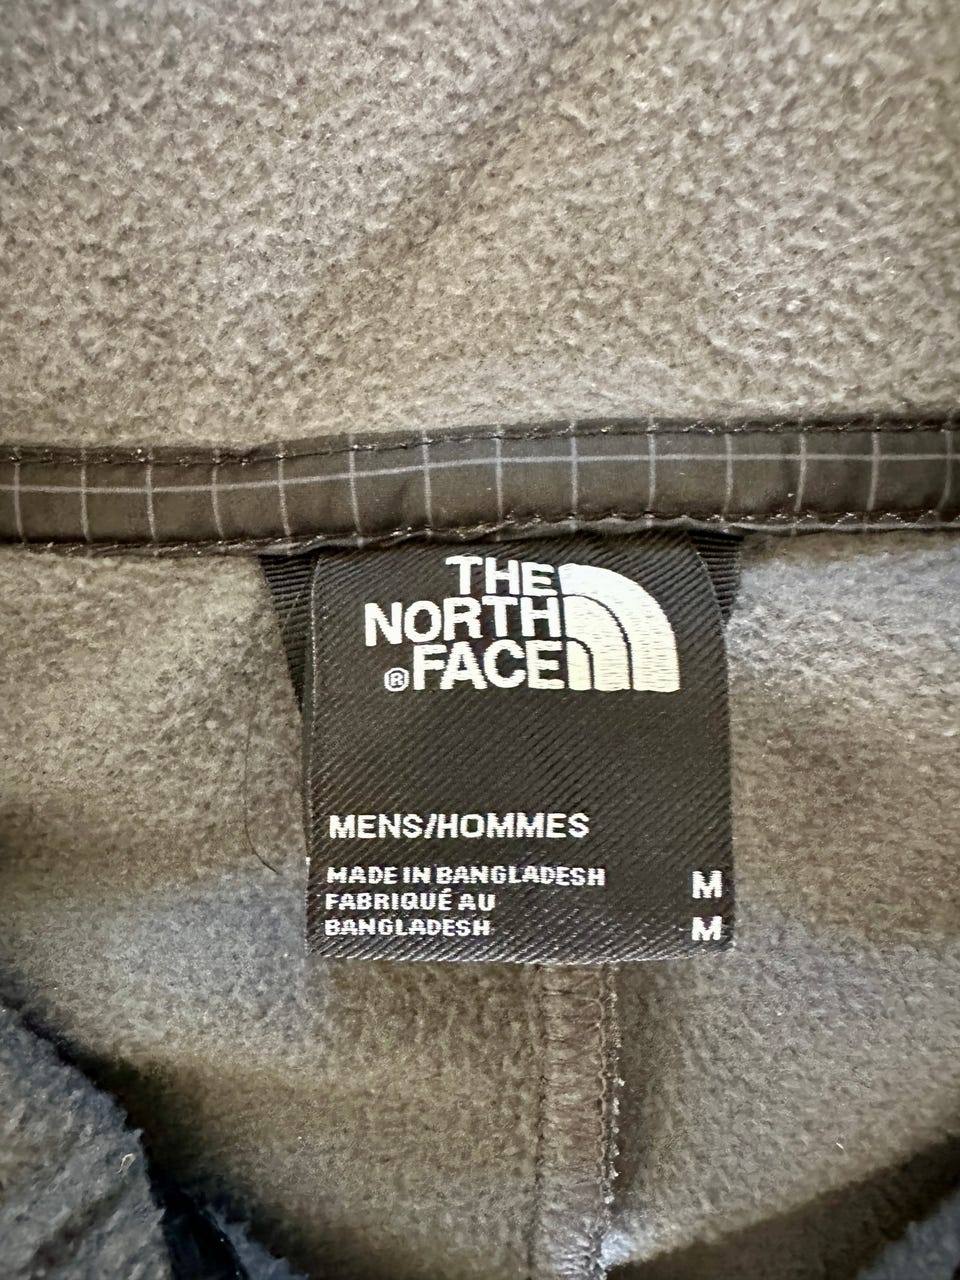 THE
NORTH
® FACE
MENS/HOMMES
MADE IN BANGLADESH M
FABRIQUÉ AU
BANGLADESH M